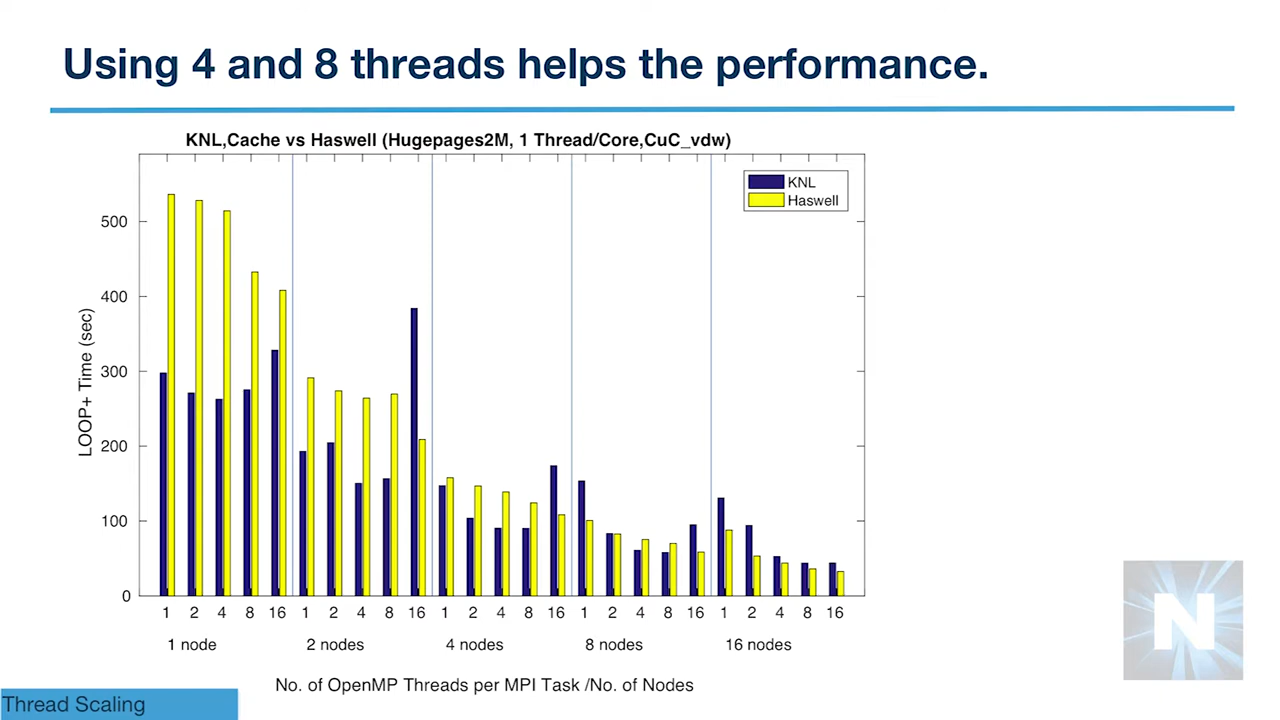 Using 4 and 8 threads helps the performance.
KNL,Cache vs Haswell (Hugepages2M, 1 Thread/Core,CuC_vdw)
KNL
Haswell
LOOP+ Time (sec)
500
400
300
200
100
0
1 2 4 8 16 1 2 4 8 16 1 2 4 8 16 1 2 4 8 16 1 2 4 8 16
1 node 2 nodes 4 nodes 8 nodes 16 nodes
No. of OpenMP Threads per MPI Task /No. of Nodes
Thread Scaling
N